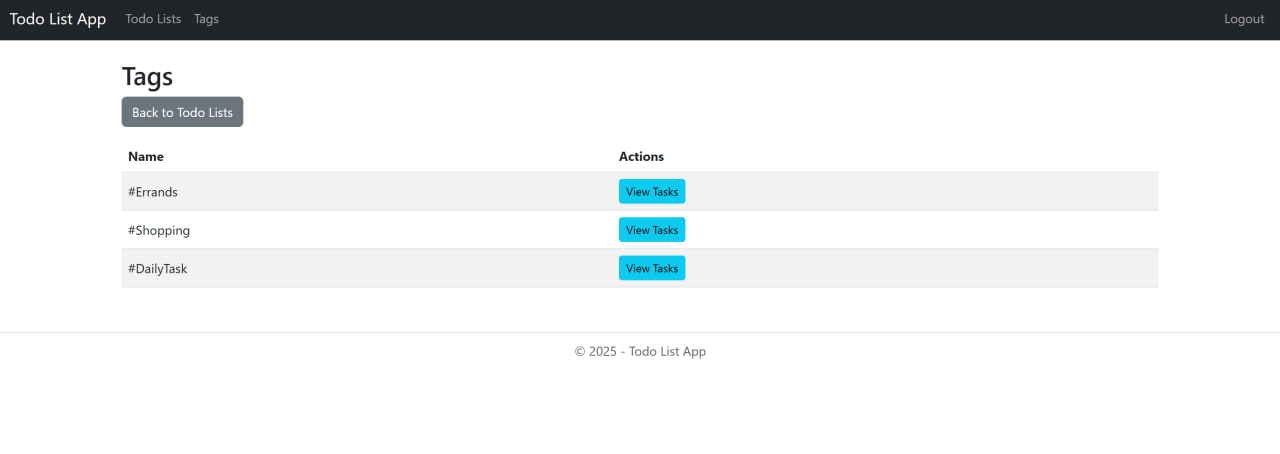 Todo List App Todo Lists Tags Logout
Tags
Back to Todo Lists
Name Actions
#Errands View Tasks
#Shopping View Tasks
#DailyTask View Tasks
© 2025 - Todo List App